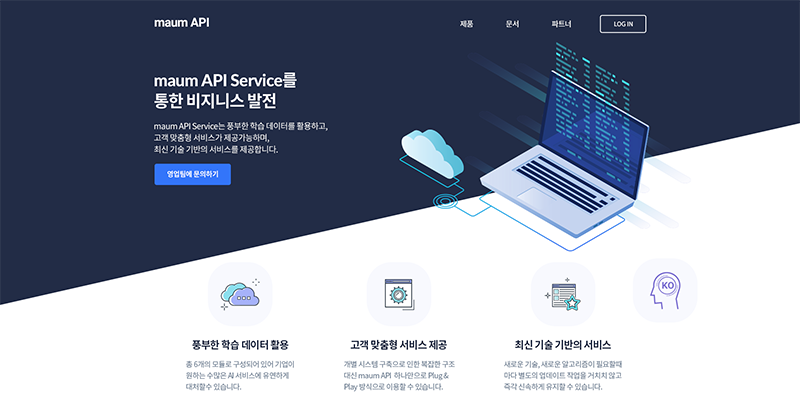 maum API
제품 문서 파트너 LOG IN
maum API Service를
통한 비지니스 발전
maum API Service는 풍부한 학습 데이터를 활용하고,
고객 맞춤형 서비스가 제공가능하며,
최신 기술 기반의 서비스를 제공합니다.
영업팀에 문의하기
KO
풍부한 학습 데이터 활용
총 6개의 모듈로 구성되어 있어 기업이
원하는 수많은 AI 서비스에 유연하게
대처할수 있습니다.
고객 맞춤형 서비스 제공
개별 시스템 구축으로 인한 복잡한 구조
대신 maum API 하나만으로 Plug &
Play 방식으로 이용할 수 있습니다.
최신 기술 기반의 서비스
새로운 기술, 새로운 알고리즘이 필요할때
마다 별도의 업데이트 작업을 거치치 않고
즉각 신속하게 유지할 수 있습니다.